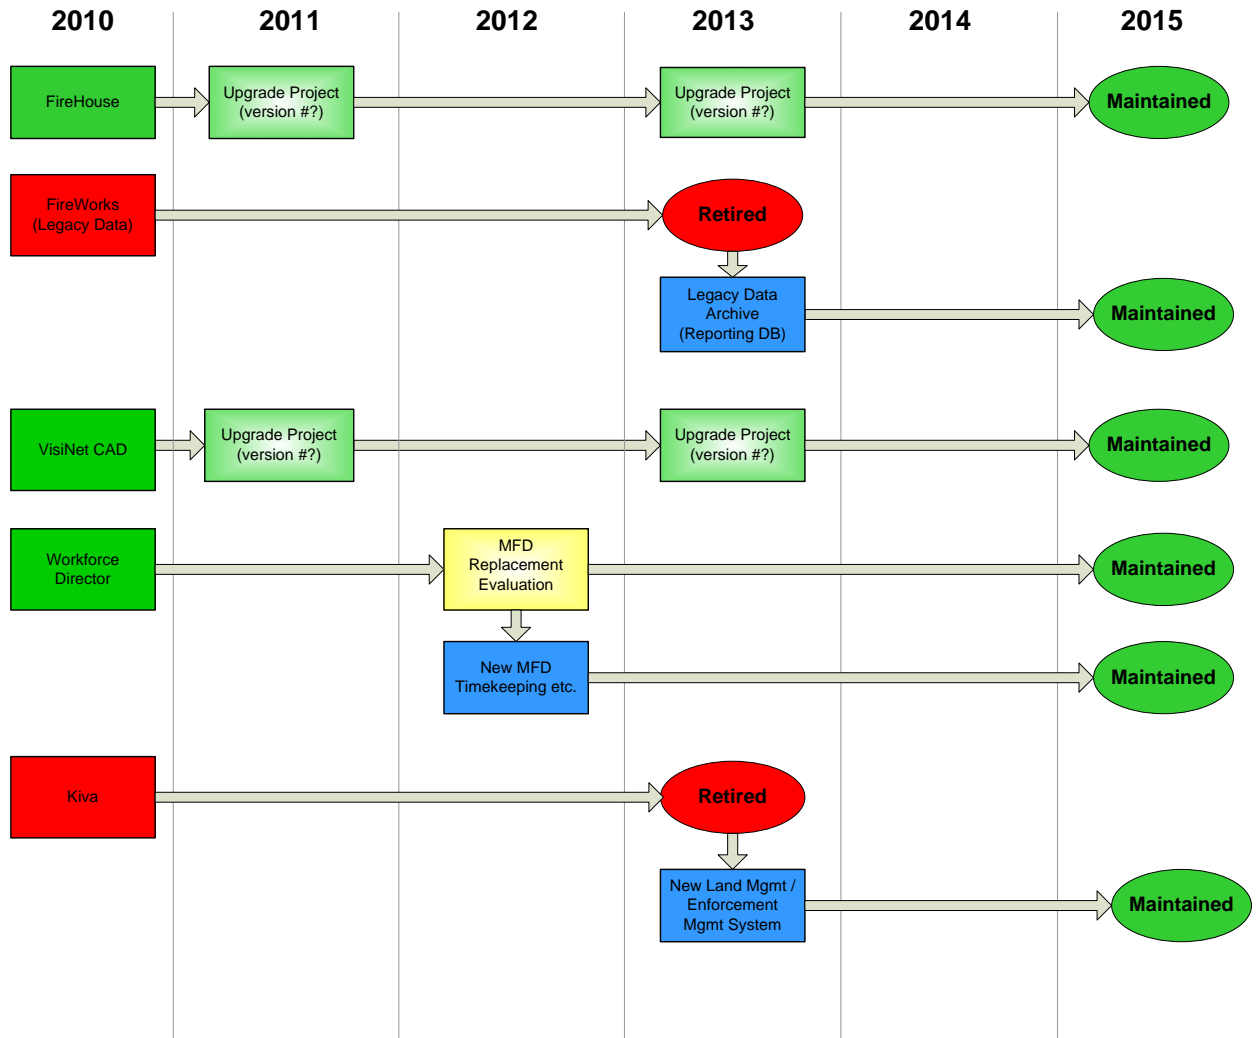 2010
2011
2012
2013
2014
2015
FireHouse
Upgrade Project
(version #?)
Upgrade Project
(version #?)
Maintained
FireWorks
(Legacy Data)
Retired
Legacy Data
Archive
(Reporting DB)
Maintained
VisiNet CAD
Upgrade Project
(version #?)
Upgrade Project
(version #?)
Maintained
Workforce
Director
MFD
Replacement
Evaluation
Maintained
New MFD
Timekeeping etc.
Maintained
Kiva
Retired
New Land Mgmt /
Enforcement
Mgmt System
Maintained